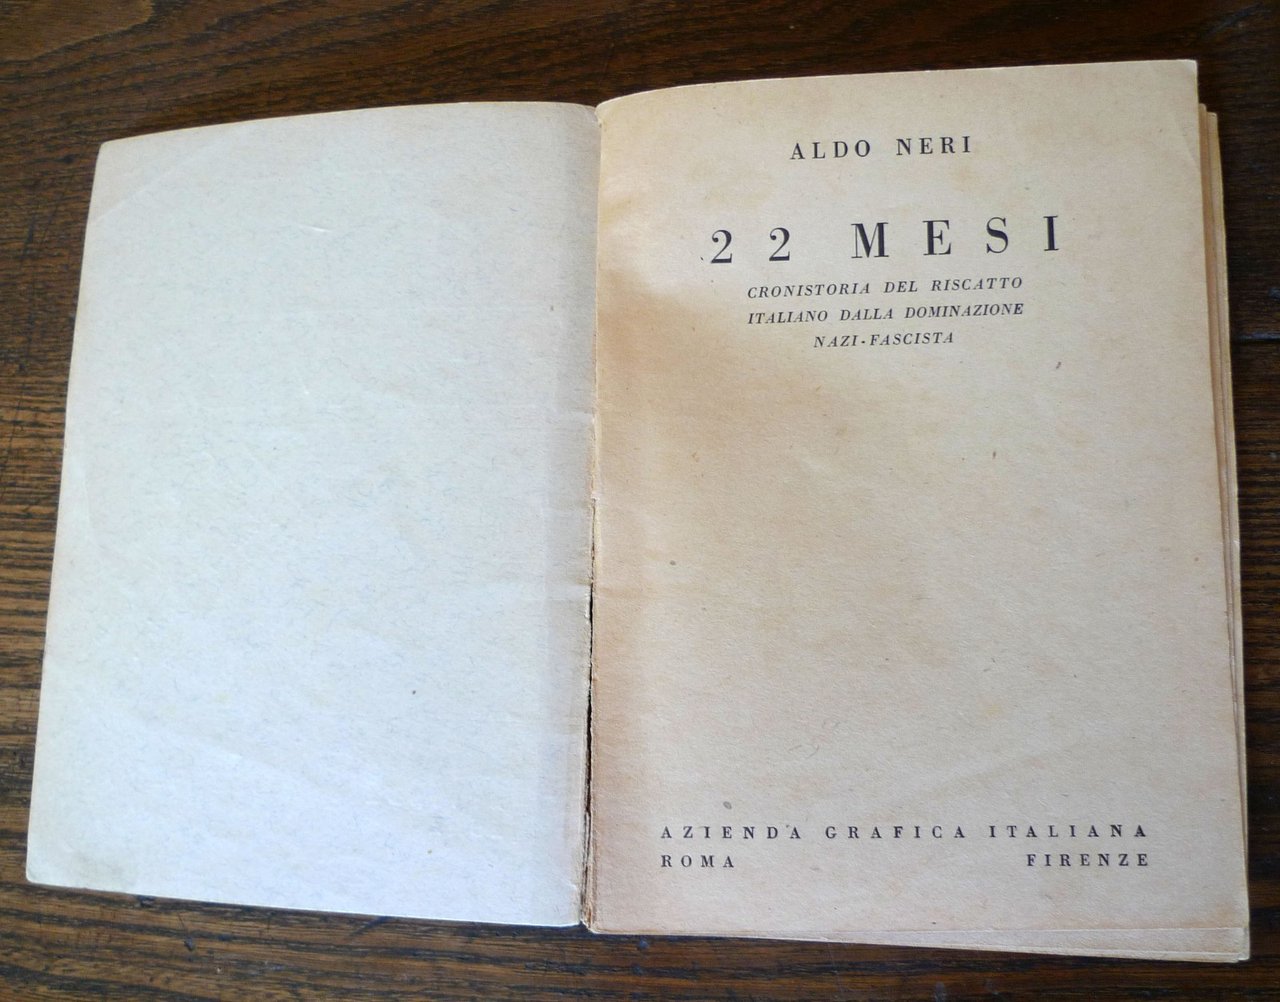 ALDO NERI
22 MESI
CRONISTORIA DEL RISCATTO
ITALIANO DALLA DOMINAZIONE
NAZI-FASCISTA
AZIENDA GRAFICA ITALIANA
ROMA FIRENZE